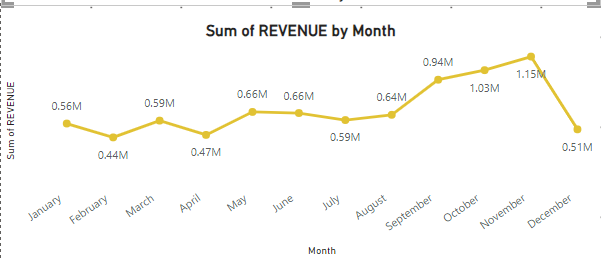 Sum of REVENUE by Month
Sum of REVENUE
0.56M
0.44M
0.59M
0.47M
0.66M
0.66M
0.59M
0.64M
0.94M
1.03M
1.15M
0.51M
January
February
March
April
May
June
July
August
September
October
November
December
Month